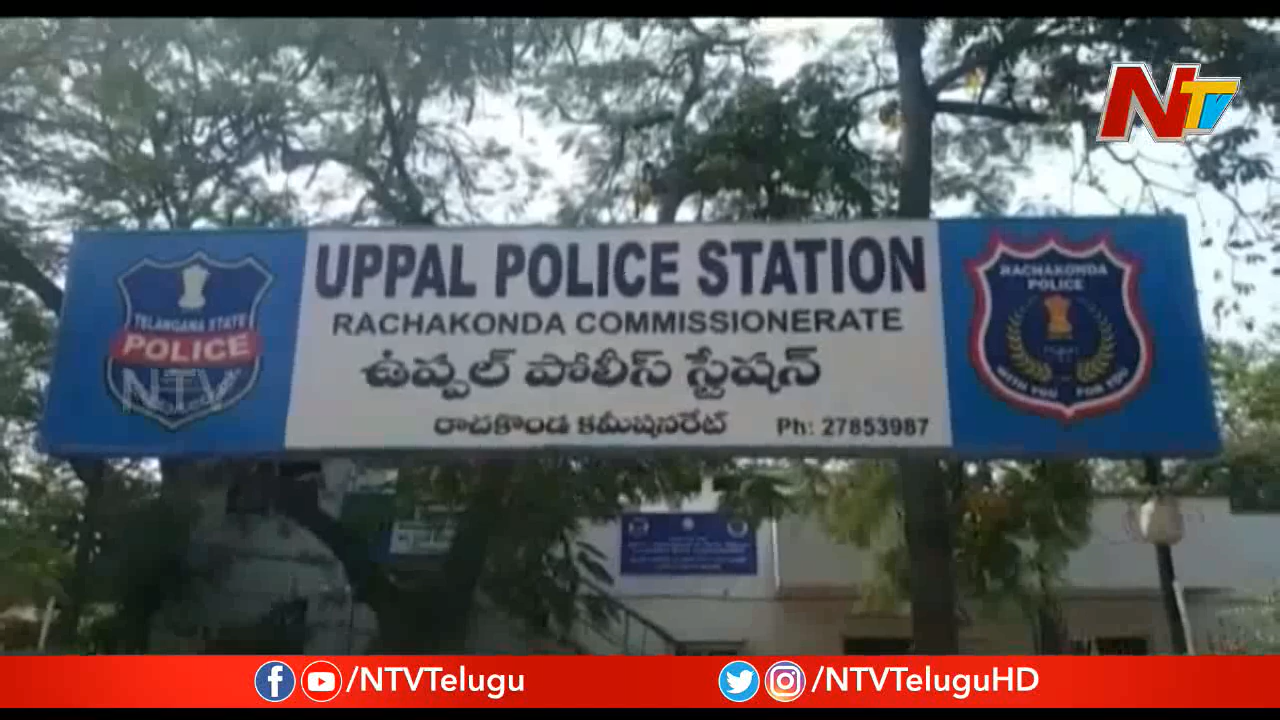 NTV
UPPAL POLICE STATION
RACHAKONDA COMMISSIONERATE
ఉప్పల్ పోలీస్ స్టేషన్
రాచకొండ కమీషనరేట్ Ph: 27853987
TELANGANA STATE
POLICE
NTV
RACHAKONDA
POLICE
WITH YOU FOR YOU
/NTVTelugu
/NTVTeluguHD